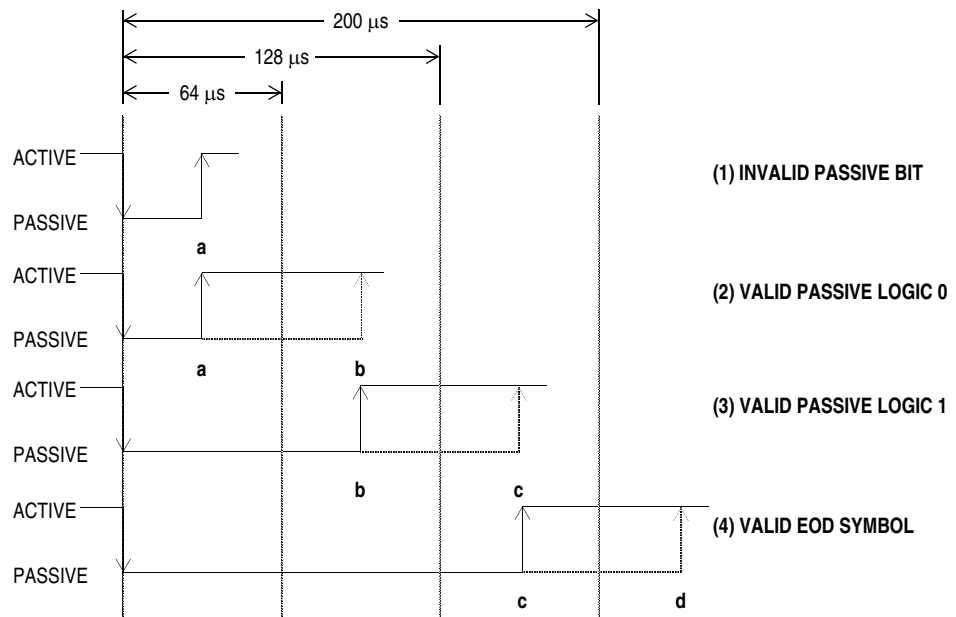 200 µs
128 µs
64 µs
ACTIVE
(1) INVALID PASSIVE BIT
PASSIVE
a
ACTIVE
(2) VALID PASSIVE LOGIC 0
PASSIVE
a b
ACTIVE
(3) VALID PASSIVE LOGIC 1
PASSIVE
b c
ACTIVE
(4) VALID EOD SYMBOL
PASSIVE
c d